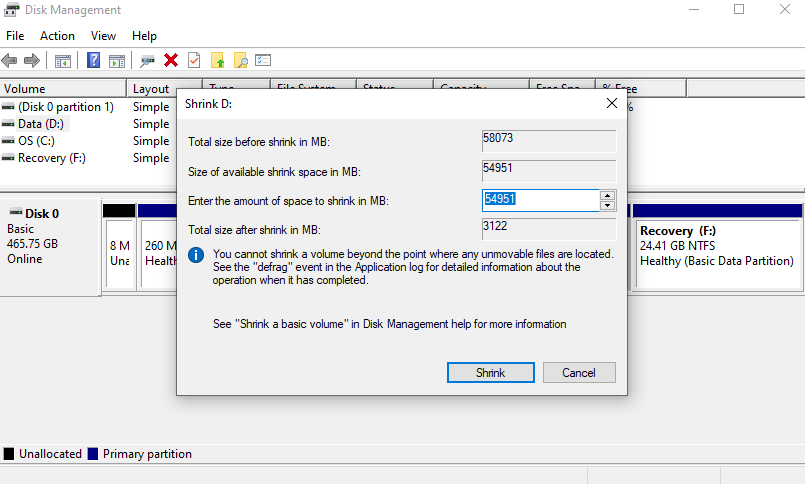 Disk Management
File Action View Help
Volume Layout Type File System Status Capacity Free Spa... % Free
(Disk 0 partition 1) Simple %
Data (D:) Simple
OS (C:) Simple
Recovery (F:) Simple
Shrink D:
Total size before shrink in MB: 58073
Size of available shrink space in MB: 54951
Enter the amount of space to shrink in MB: 54951
Total size after shrink in MB: 3122
You cannot shrink a volume beyond the point where any unmovable files are located.
See the "defrag" event in the Application log for detailed information about the
operation when it has completed.
See "Shrink a basic volume" in Disk Management help for more information
Shrink Cancel
Disk 0
Basic
465.75 GB
Online
8 M
Una
260 M
Health
Recovery (F:)
24.41 GB NTFS
Healthy (Basic Data Partition)
Unallocated Primary partition